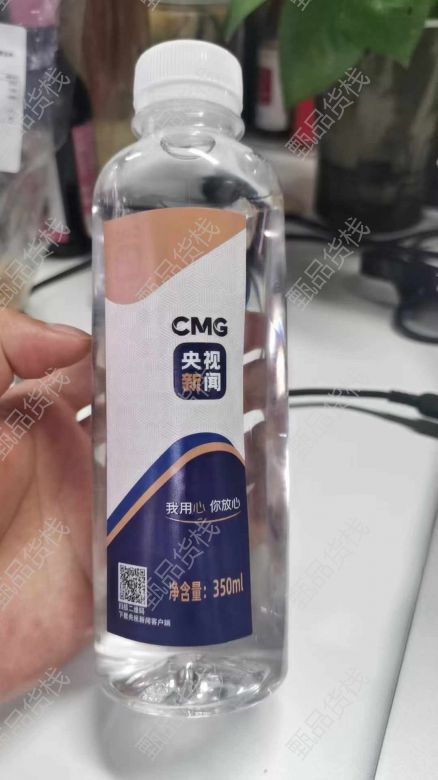 CMG
央视
新闻
我用心 你放心
净含量：350ml
扫描二维码
下载央视新闻客户端
甄品货栈